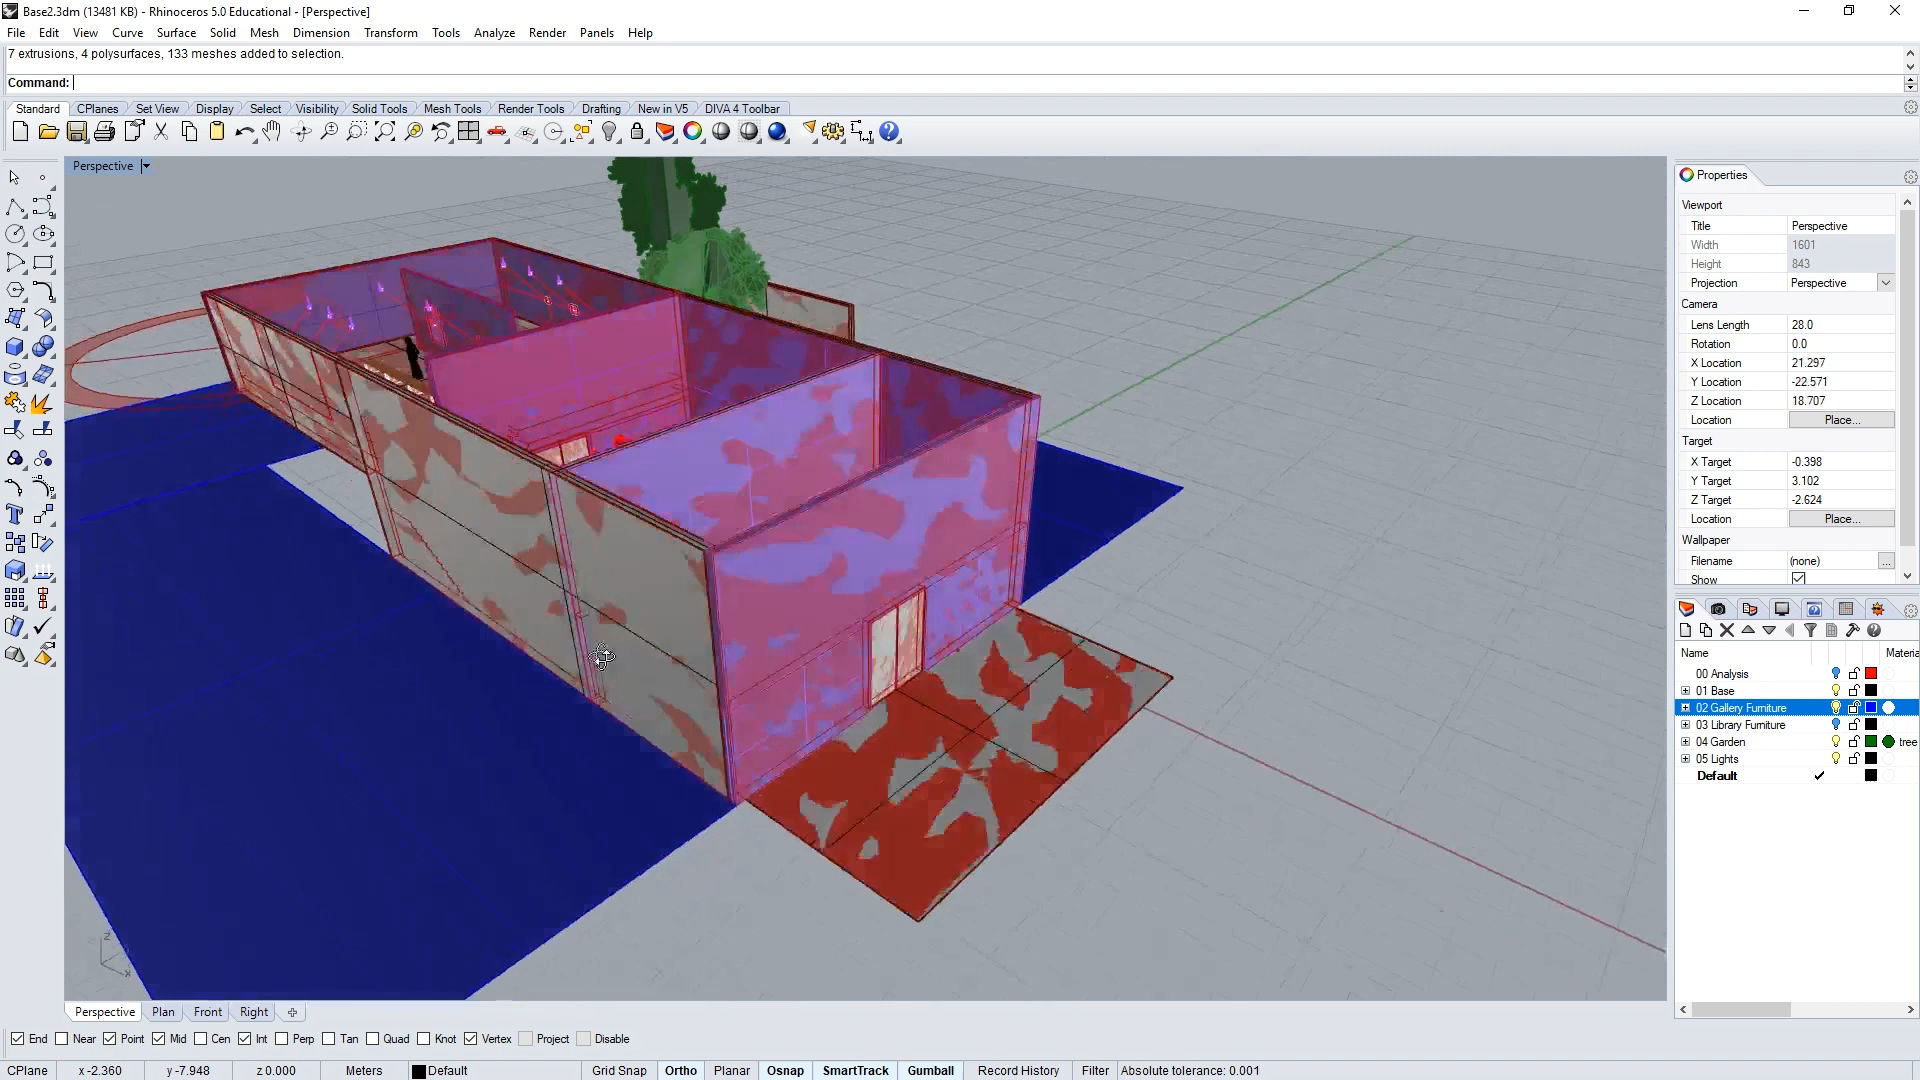 Base2.3dm (13481 KB) - Rhinoceros 5.0 Educational - [Perspective]
File Edit View Curve Surface Solid Mesh Dimension Transform Tools Analyze Render Panels Help
7 extrusions, 4 polysurfaces, 133 meshes added to selection.
Command:
Standard CPlanes Set View Display Select Visibility Solid Tools Mesh Tools Render Tools Drafting New in V5 DIVA 4 Toolbar
Perspective
Properties
Viewport
Title Perspective
Width 1601
Height 843
Projection Perspective
Camera
Lens Length 28.0
Rotation 0.0
X Location 21.297
Y Location -22.571
Z Location 18.707
Location Place...
Target
X Target -0.398
Y Target 3.102
Z Target -2.624
Location Place...
Wallpaper
Filename (none) ...
Show
Name Materia
00 Analysis
01 Base
02 Gallery Furniture
03 Library Furniture
04 Garden tree
05 Lights
Default
z
x
Perspective Plan Front Right
End Near Point Mid Cen Int Perp Tan Quad Knot Vertex Project Disable
CPlane x -2.360 y -7.948 z 0.000 Meters Default Grid Snap Ortho Planar Osnap SmartTrack Gumball Record History Filter Absolute tolerance: 0.001